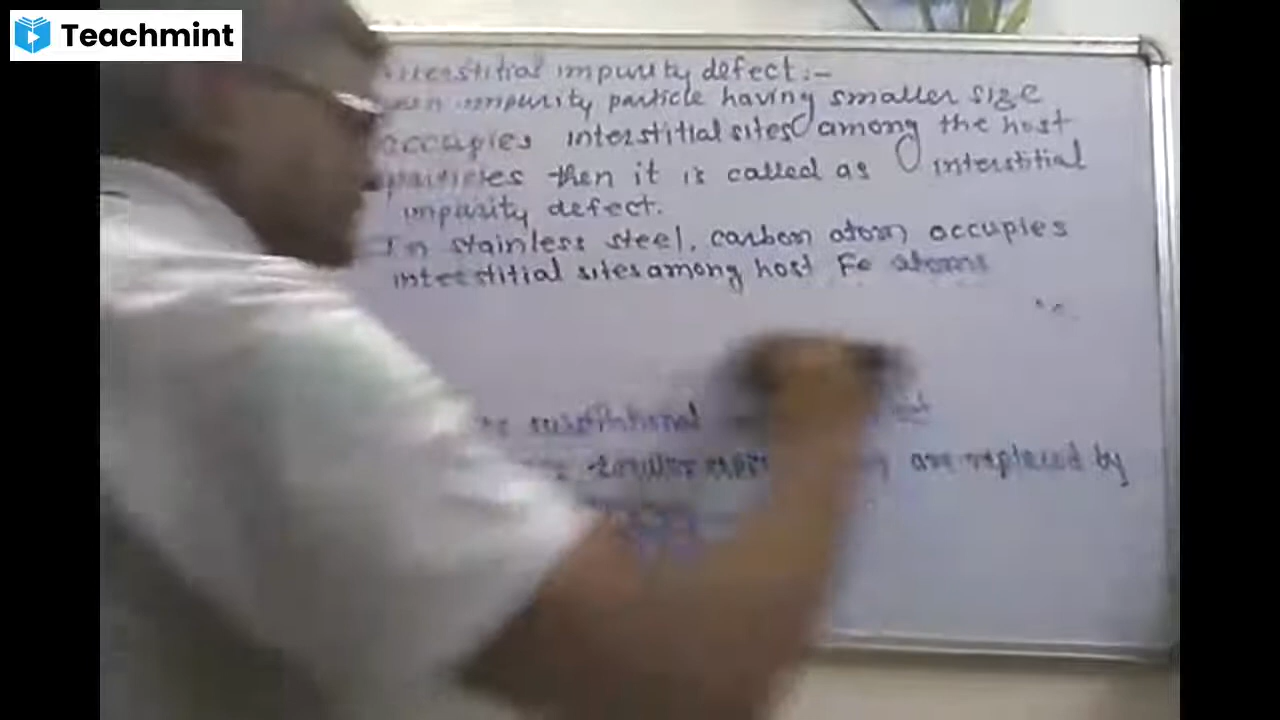 Teachmint
interstitial impurity defect :-
impurity particle having smaller size
occupies interstitial sites among the host
particles then it is called as interstitial
impurity defect.
In stainless steel, carbon atom occupies
interstitial sites among host Fe atoms
are replaced by